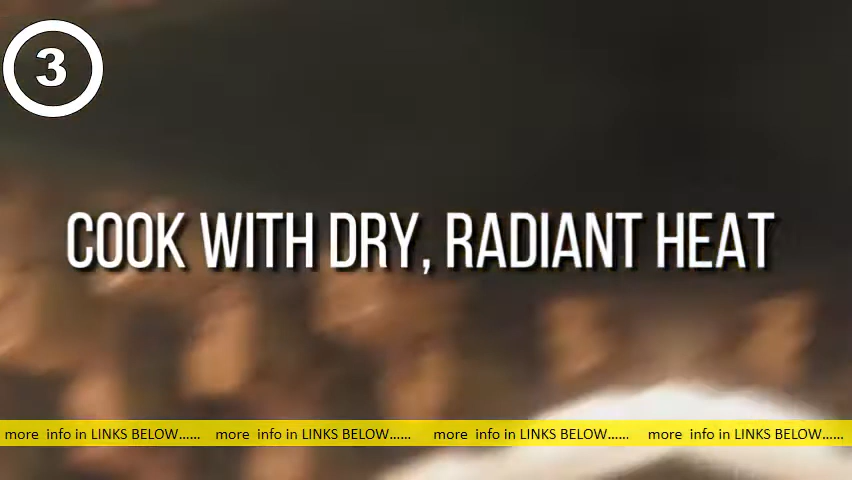 3
COOK WITH DRY, RADIANT HEAT
more  info in LINKS BELOW...... more  info in LINKS BELOW...... more  info in LINKS BELOW...... more  info in LINKS BELOW......